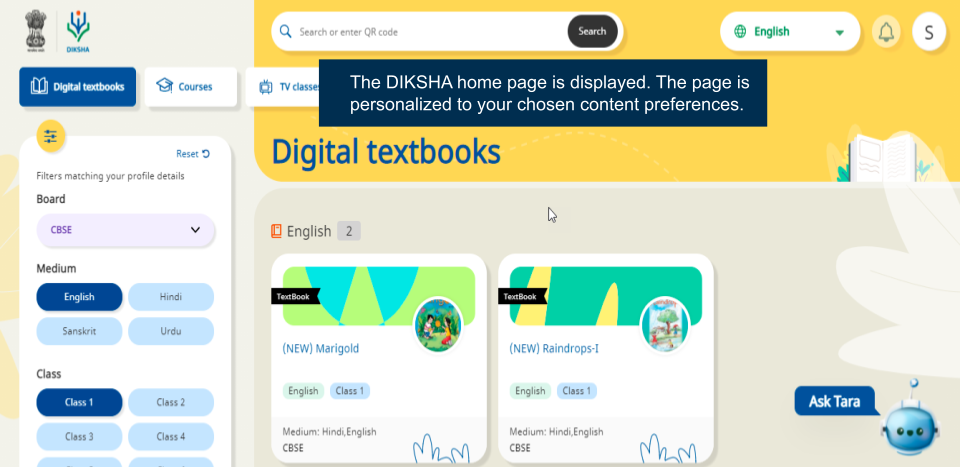 DIKSHA
Search or enter QR code
Search
English
S
Digital textbooks
Courses
TV classe
The DIKSHA home page is displayed. The page is
personalized to your chosen content preferences.
Digital textbooks
Reset
Filters matching your profile details
Board
CBSE
Medium
English
Hindi
Sanskrit
Urdu
Class
Class 1
Class 2
Class 3
Class 4
English 2
TextBook
(NEW) Marigold
English
Class 1
Medium: Hindi,English
CBSE
TextBook
(NEW) Raindrops-I
English
Class 1
Medium: Hindi,English
CBSE
Ask Tara